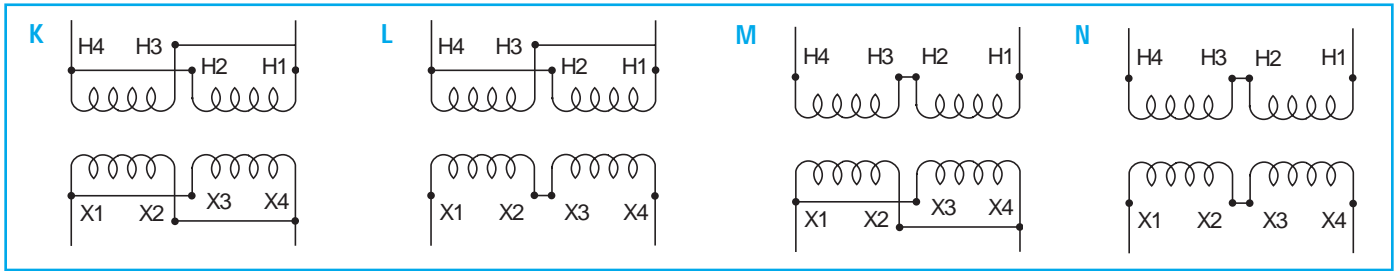 K H4 H3 H2 H1 X1 X2 X3 X4
L H4 H3 H2 H1 X1 X2 X3 X4
M H4 H3 H2 H1 X1 X2 X3 X4
N H4 H3 H2 H1 X1 X2 X3 X4